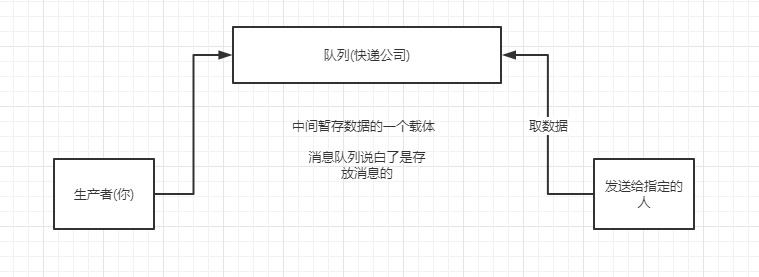 队列(快递公司)
中间暂存数据的一个载体
取数据
消息队列说白了是存
放消息的
生产者(你)
发送给指定的
人